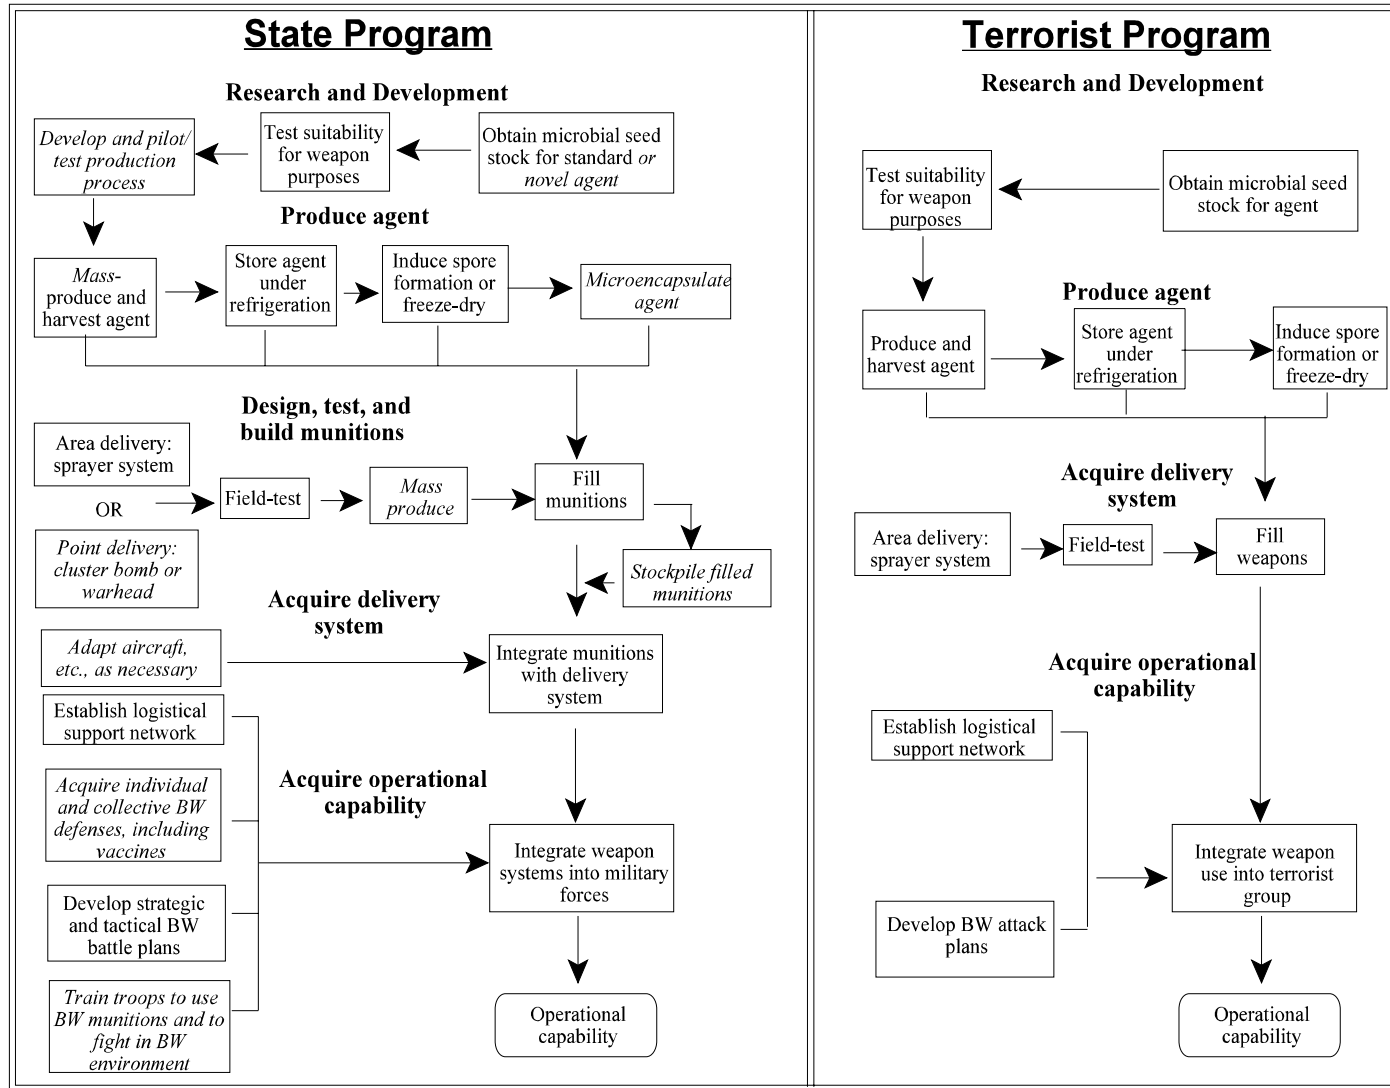 State Program
Research and Development
Develop and pilot/
test production
process
Test suitability
for weapon
purposes
Obtain microbial seed
stock for standard or
novel agent
Produce agent
Mass-
produce and
harvest agent
Store agent
under
refrigeration
Induce spore
formation or
freeze-dry
Microencapsulate
agent
Design, test, and
build munitions
Area delivery:
sprayer system
OR
Point delivery:
cluster bomb or
warhead
Field-test
Mass
produce
Fill
munitions
Stockpile filled
munitions
Acquire delivery
system
Adapt aircraft,
etc., as necessary
Integrate munitions
with delivery
system
Establish logistical
support network
Acquire individual
and collective BW
defenses, including
vaccines
Develop strategic
and tactical BW
battle plans
Train troops to use
BW munitions and to
fight in BW
environment
Acquire operational
capability
Integrate weapon
systems into military
forces
Operational
capability
Terrorist Program
Research and Development
Test suitability
for weapon
purposes
Obtain microbial seed
stock for agent
Produce agent
Produce and
harvest agent
Store agent
under
refrigeration
Induce spore
formation or
freeze-dry
Acquire delivery
system
Area delivery:
sprayer system
Field-test
Fill
weapons
Acquire operational
capability
Establish logistical
support network
Develop BW attack
plans
Integrate weapon
use into terrorist
group
Operational
capability